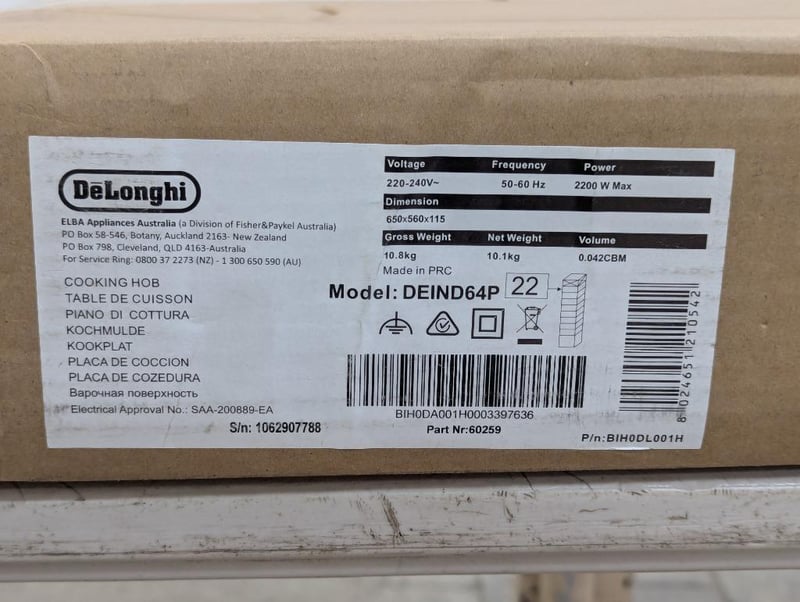 DeLonghi
ELBA Appliances Australia (a Division of Fisher&Paykel Australia)
PO Box 58-546, Botany, Auckland 2163- New Zealand
PO Box 798, Cleveland, QLD 4163-Australia
For Service Ring: 0800 37 2273 (NZ) - 1 300 650 590 (AU)
COOKING HOB
TABLE DE CUISSON
PIANO DI COTTURA
KOCHMULDE
KOOKPLAT
PLACA DE COCCION
PLACA DE COZEDURA
Варочная поверхность
Electrical Approval No.: SAA-200889-EA
S/n: 1062907788
Voltage Frequency Power
220-240V~ 50-60 Hz 2200 W Max
Dimension
650x560x115
Gross Weight Net Weight Volume
10.8kg 10.1kg 0.042CBM
Made in PRC
Model: DEIND64P 22
BIH0DA001H0003397636
Part Nr:60259
8 024651 210542
P/n:BIH0DL001H